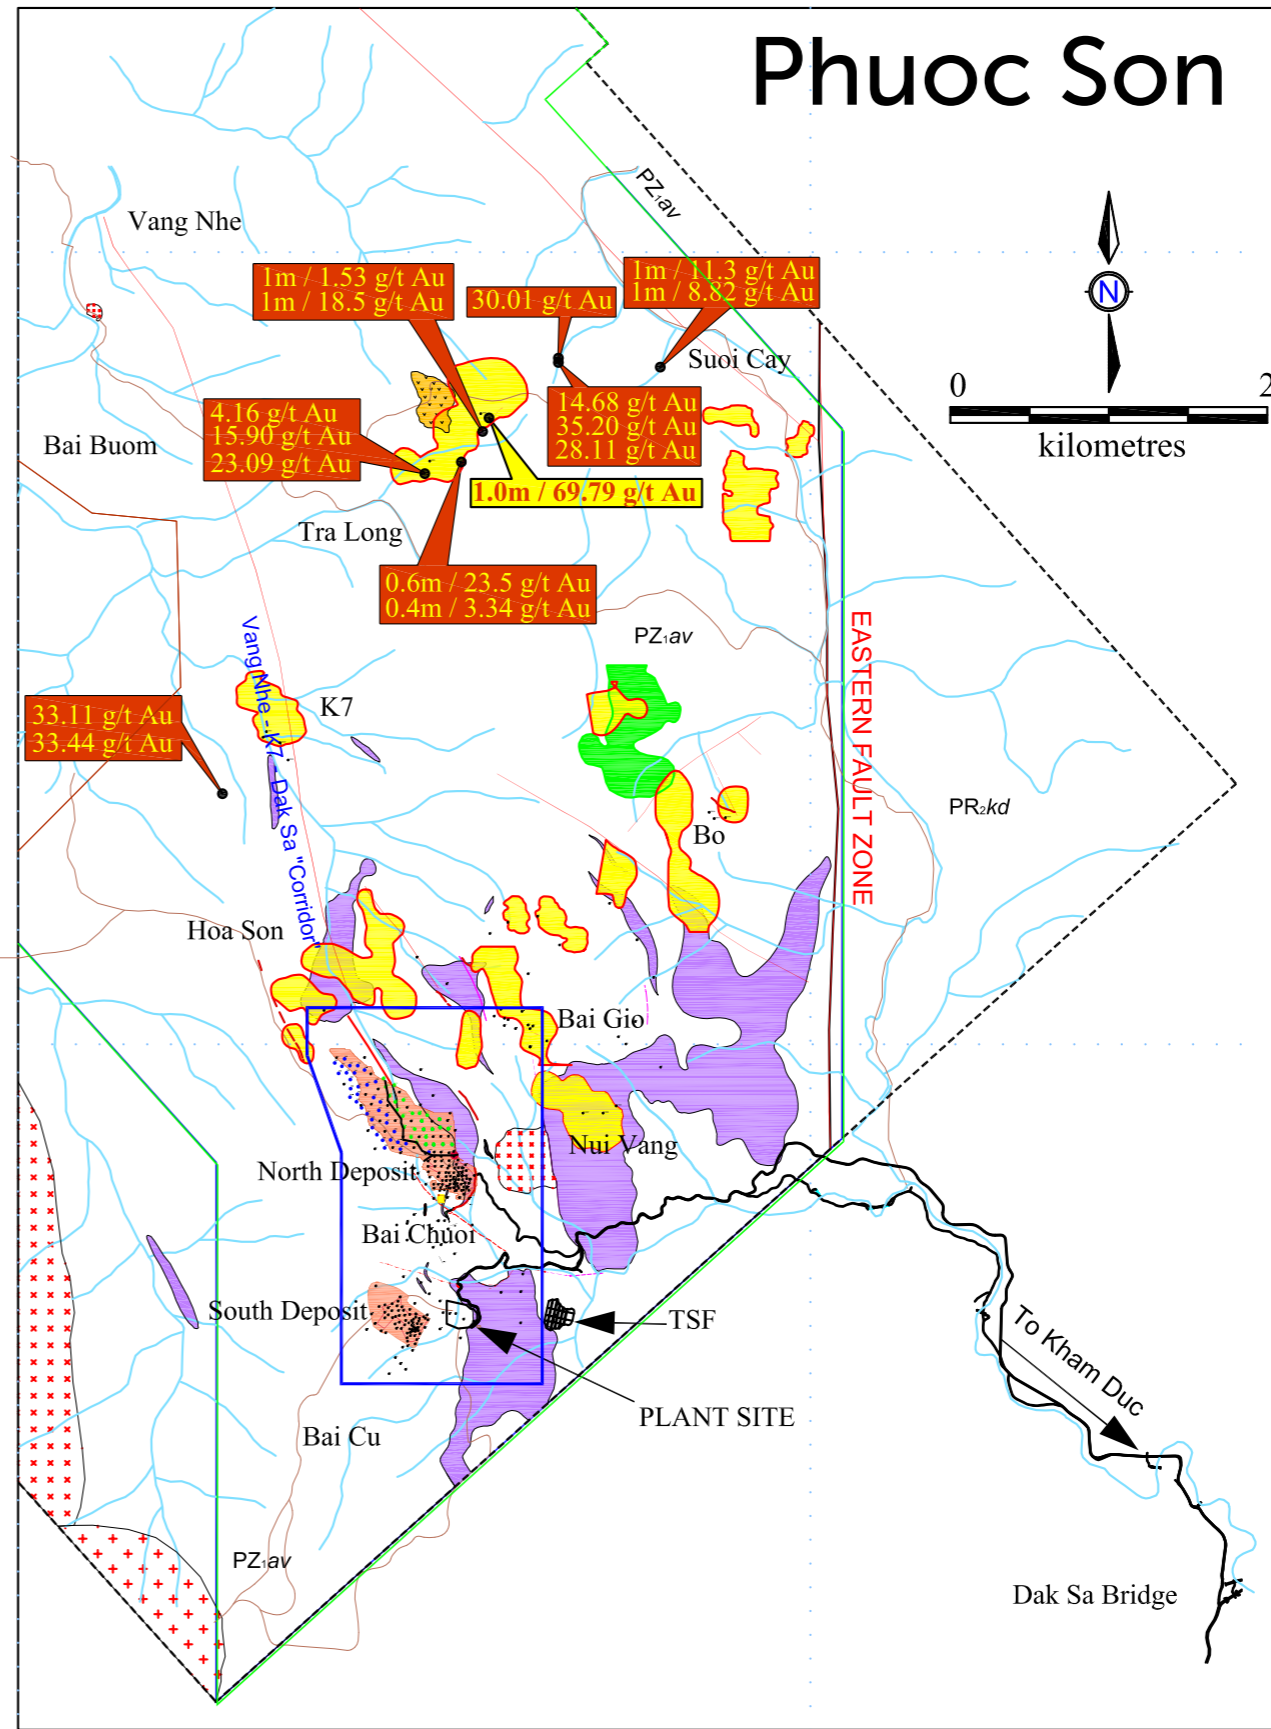 Phuoc Son
PZ1av
Vang Nhe
1m / 1.53 g/t Au
1m / 18.5 g/t Au
30.01 g/t Au
1m / 11.3 g/t Au
1m / 8.82 g/t Au
N
Suoi Cay
0
2
kilometres
14.68 g/t Au
35.20 g/t Au
28.11 g/t Au
4.16 g/t Au
15.90 g/t Au
23.09 g/t Au
Bai Buom
1.0m / 69.79 g/t Au
Tra Long
0.6m / 23.5 g/t Au
0.4m / 3.34 g/t Au
PZ1av
EASTERN FAULT ZONE
Vang Nhe - K7 - Dak Sa "Corridor"
K7
33.11 g/t Au
33.44 g/t Au
PR2kd
Bo
Hoa Son
Bai Gio
Nui Vang
North Deposit
Bai Chuoi
South Deposit
TSF
To Kham Duc
PLANT SITE
Bai Cu
PZ1av
Dak Sa Bridge